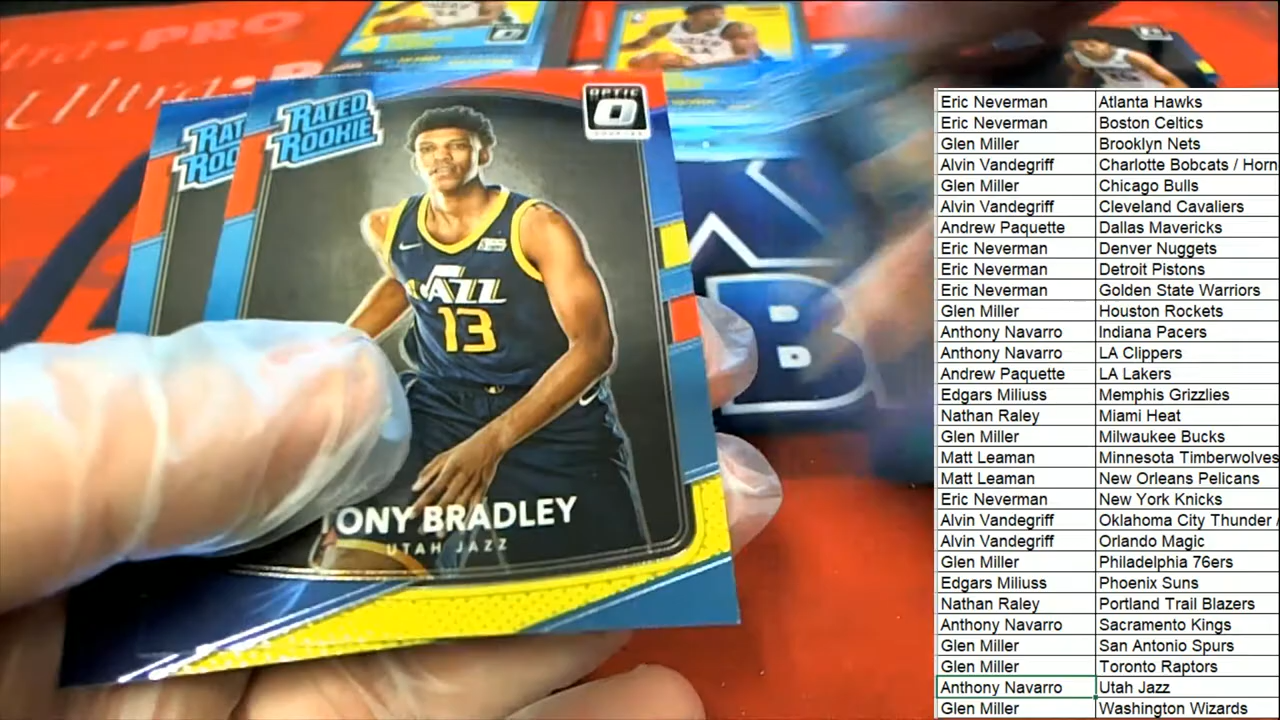 Ultra•PRO
Ultra•P
RATED
ROOKIE
RAT
ROO
OPTIC
JAZZ
13
TONY BRADLEY
UTAH JAZZ
B
Eric Neverman Atlanta Hawks
Eric Neverman Boston Celtics
Glen Miller Brooklyn Nets
Alvin Vandegriff Charlotte Bobcats / Horn
Glen Miller Chicago Bulls
Alvin Vandegriff Cleveland Cavaliers
Andrew Paquette Dallas Mavericks
Eric Neverman Denver Nuggets
Eric Neverman Detroit Pistons
Eric Neverman Golden State Warriors
Glen Miller Houston Rockets
Anthony Navarro Indiana Pacers
Anthony Navarro LA Clippers
Andrew Paquette LA Lakers
Edgars Miliuss Memphis Grizzlies
Nathan Raley Miami Heat
Glen Miller Milwaukee Bucks
Matt Leaman Minnesota Timberwolves
Matt Leaman New Orleans Pelicans
Eric Neverman New York Knicks
Alvin Vandegriff Oklahoma City Thunder
Alvin Vandegriff Orlando Magic
Glen Miller Philadelphia 76ers
Edgars Miliuss Phoenix Suns
Nathan Raley Portland Trail Blazers
Anthony Navarro Sacramento Kings
Glen Miller San Antonio Spurs
Glen Miller Toronto Raptors
Anthony Navarro Utah Jazz
Glen Miller Washington Wizards